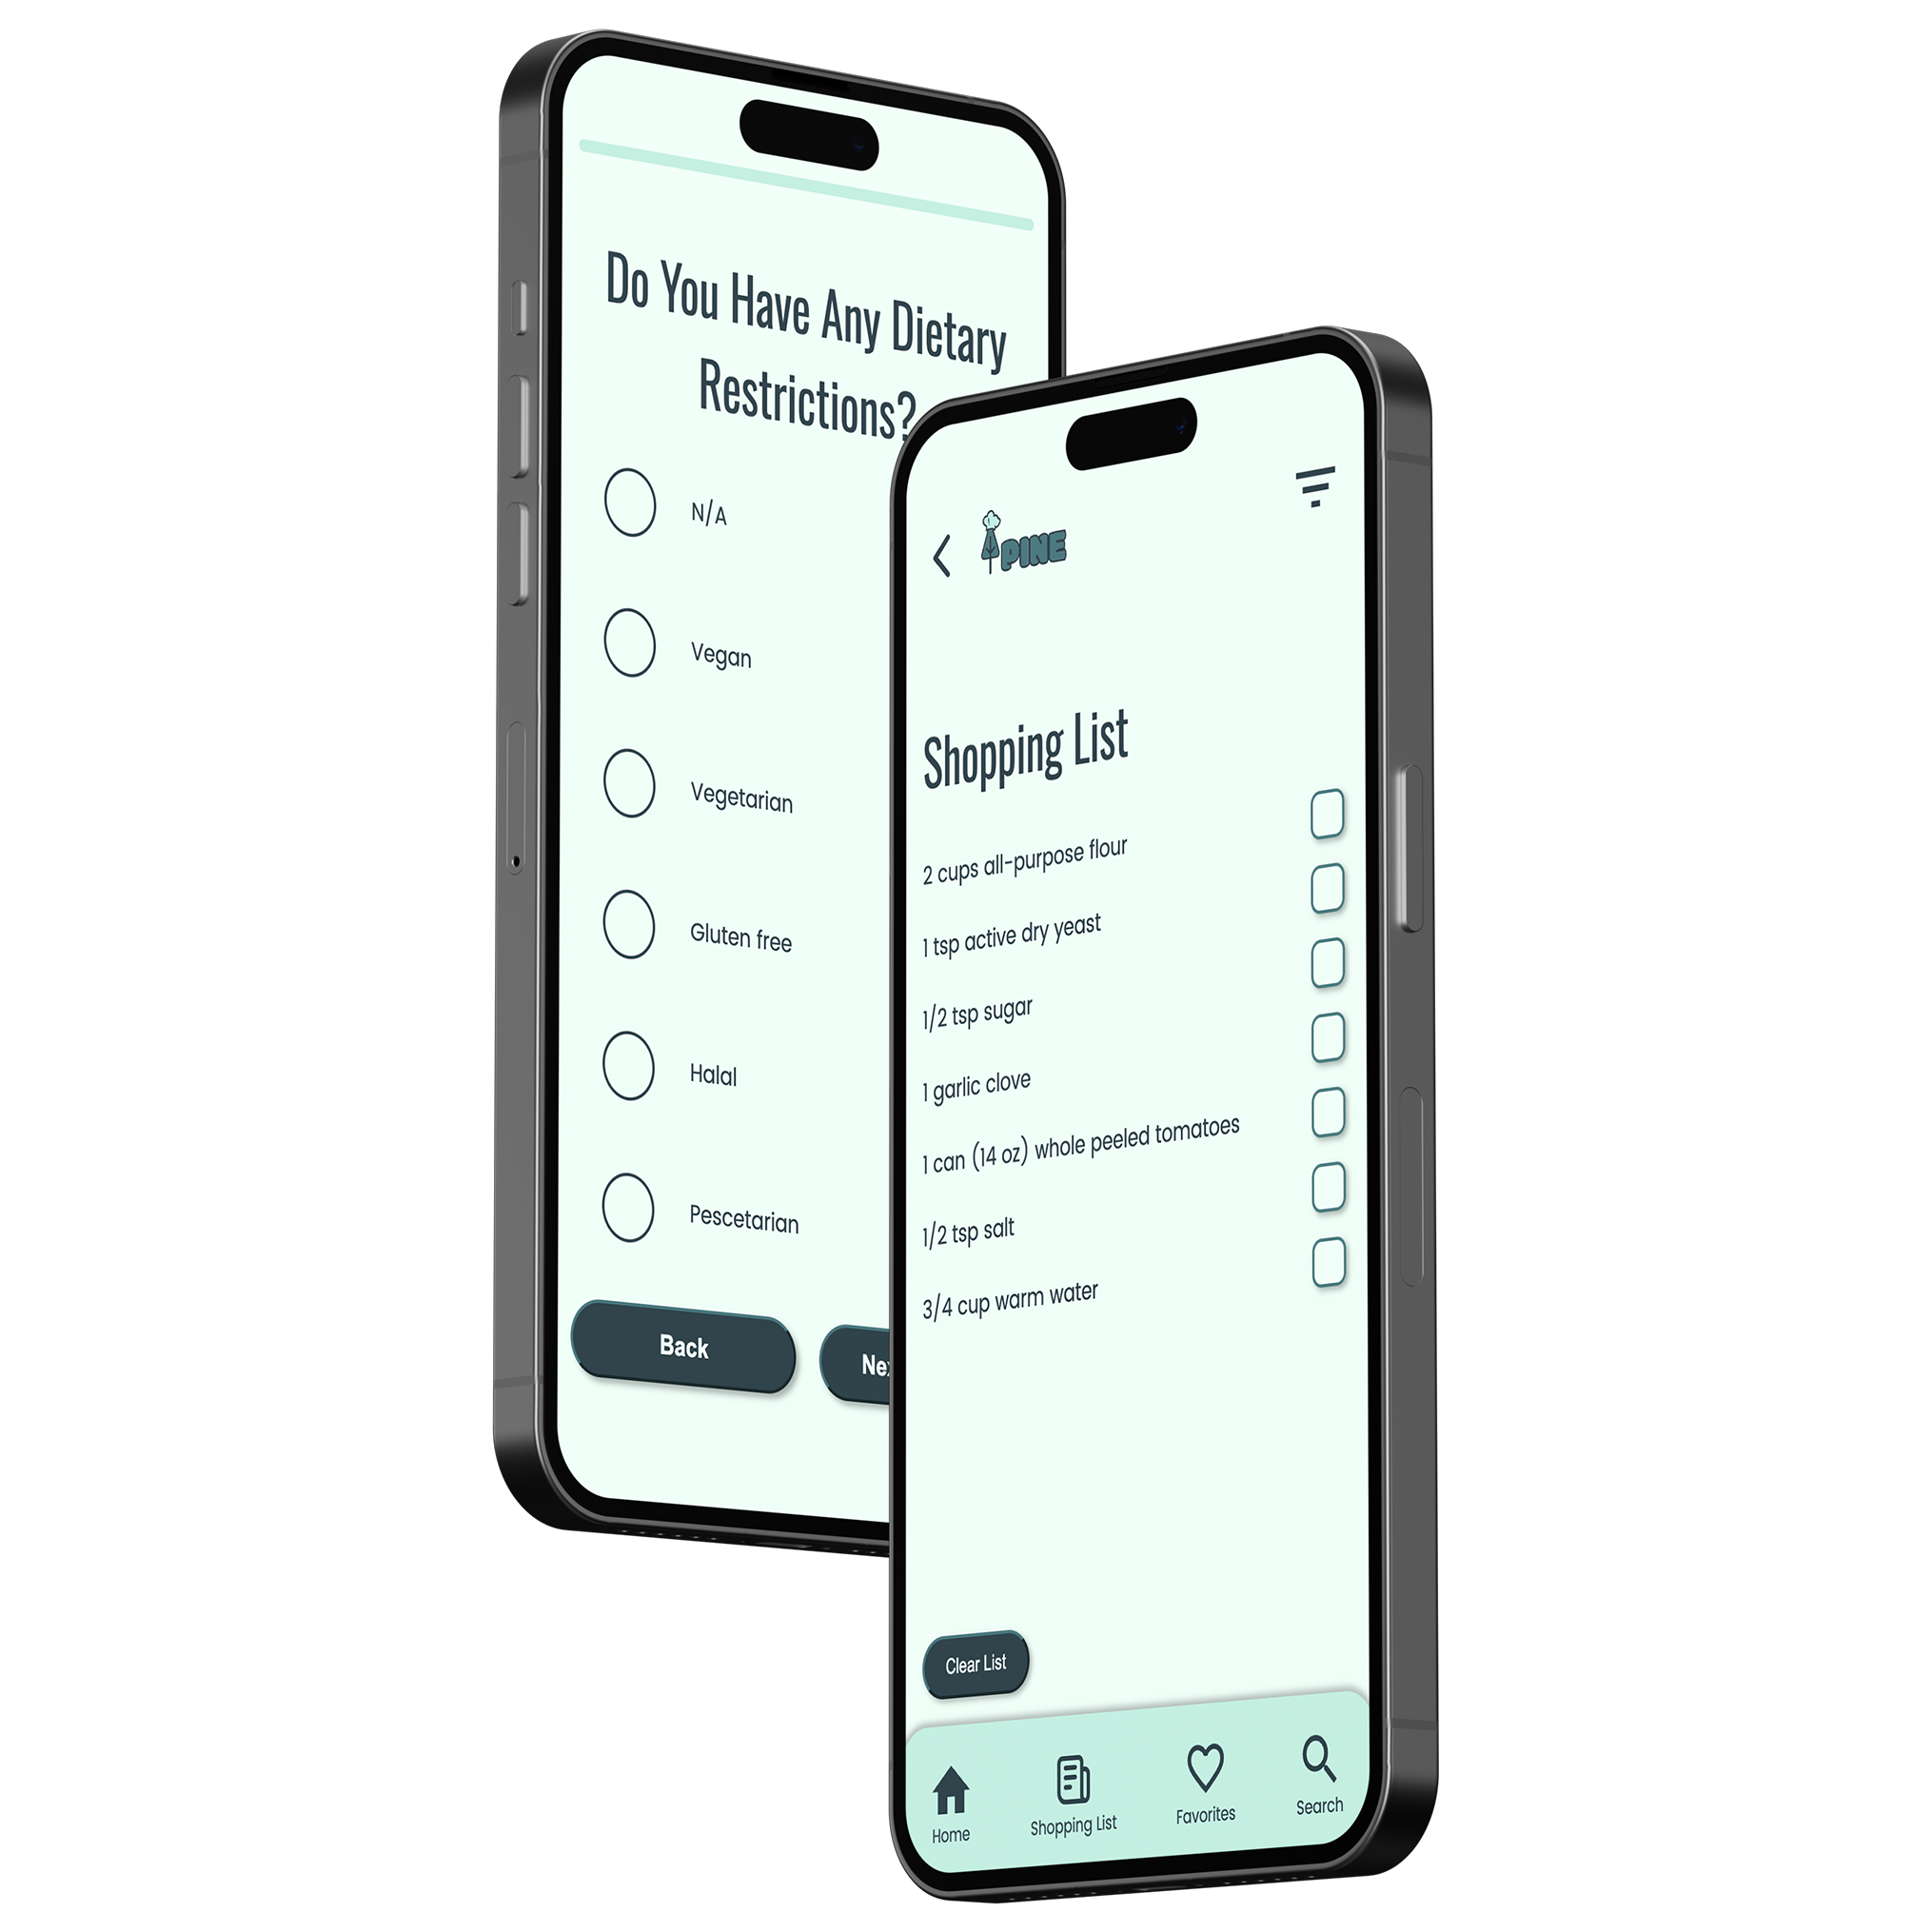 Do You Have Any Dietary
Restrictions?
N/A
Vegan
Vegetarian
Gluten free
Halal
Pescetarian
Back
PINE
Shopping List
2 cups all-purpose flour
1 tsp active dry yeast
1/2 tsp sugar
1 garlic clove
1 can (14 oz) whole peeled tomatoes
1/2 tsp salt
3/4 cup warm water
Clear List
Home
Shopping List
Favorites
Search